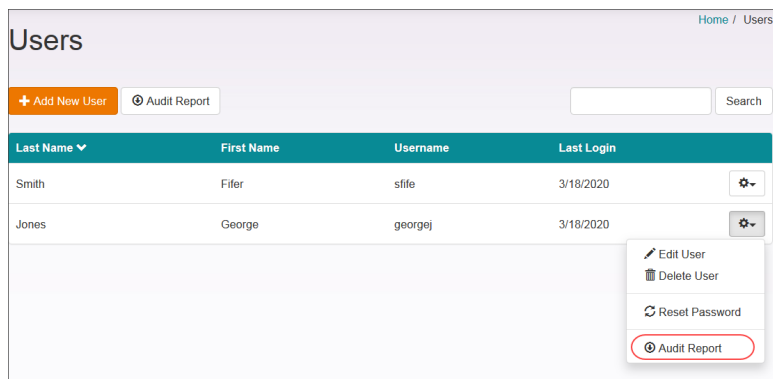 Home / Users
Users
Add New User
Audit Report
Search
Last Name First Name Username Last Login
Smith Fifer sfife 3/18/2020
Jones George georgej 3/18/2020
Edit User
Delete User
Reset Password
Audit Report